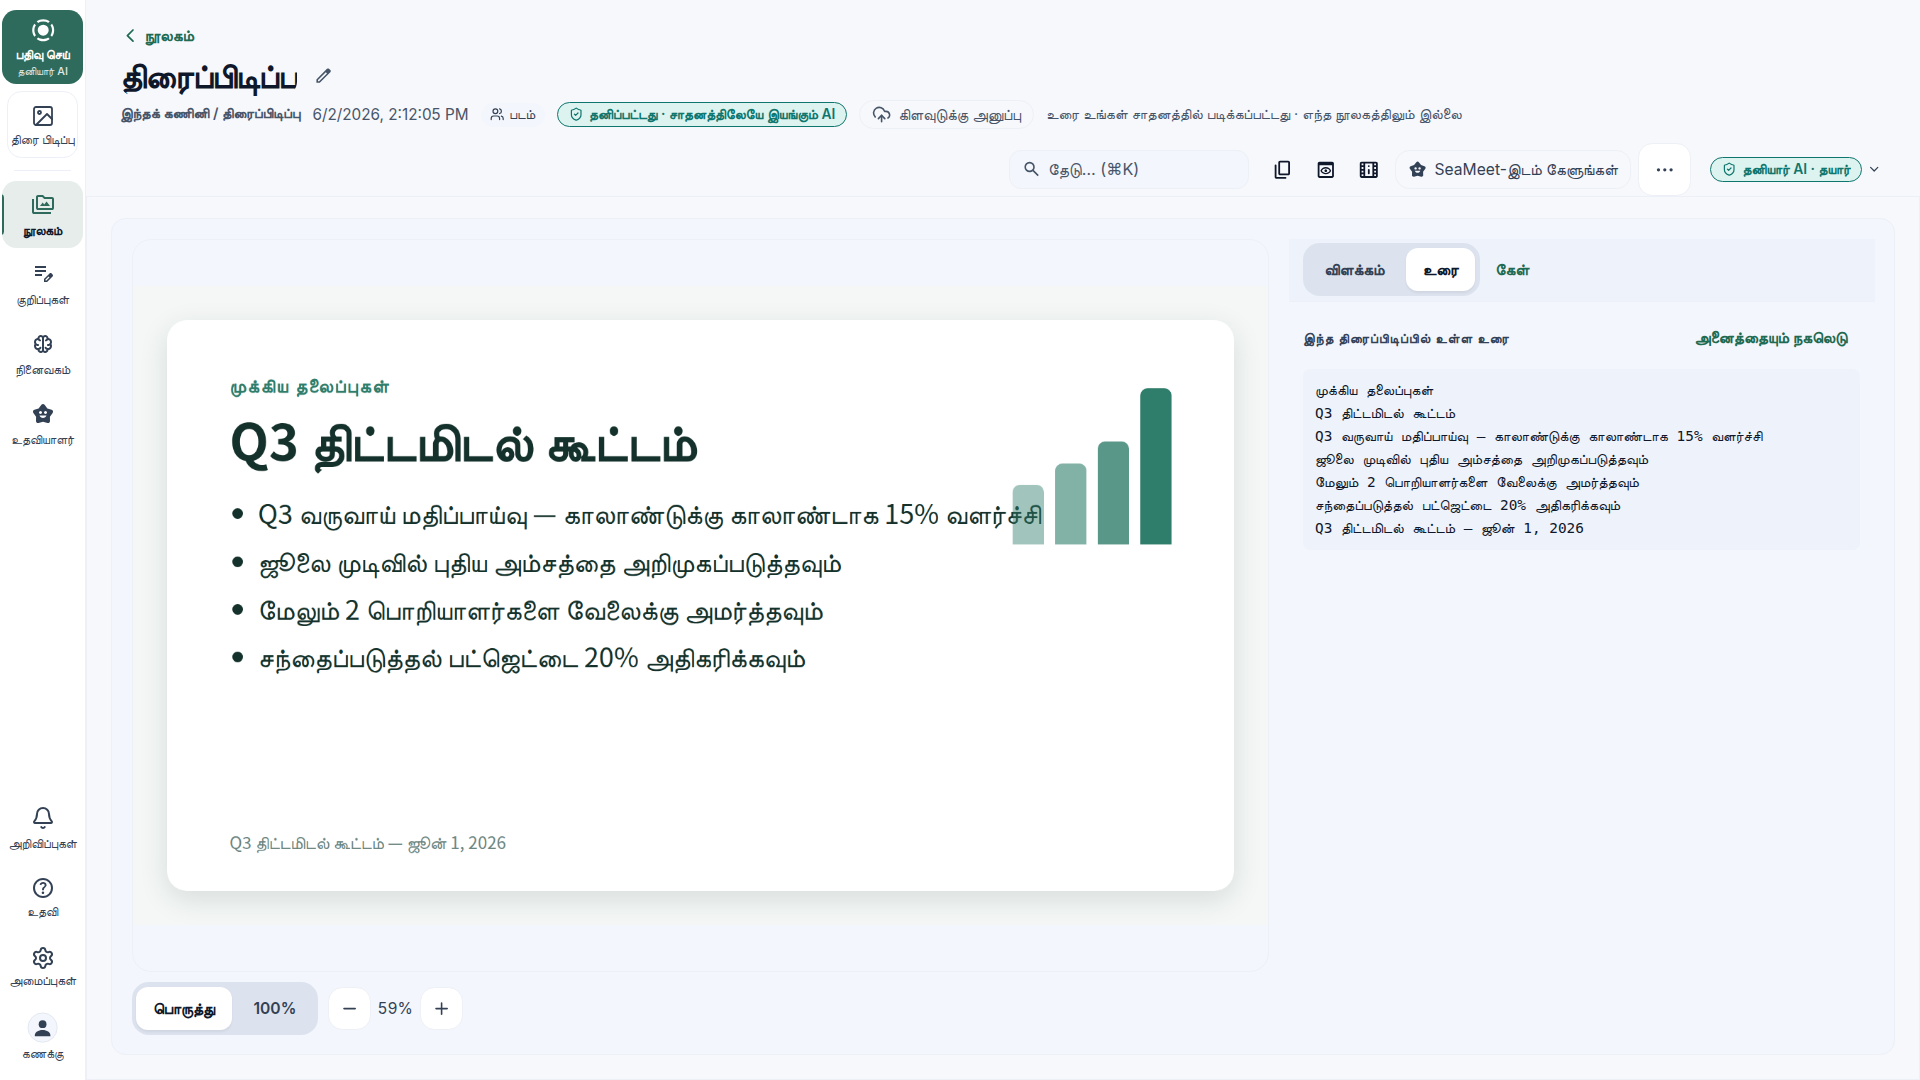 பதிவு செய்
தனியார் AI
திரை பிடிப்பு
நூலகம்
குறிப்புகள்
நினைவகம்
உதவியாளர்
அறிவிப்புகள்
உதவி
அமைப்புகள்
கணக்கு
நூலகம்
திரைப்பிடிப்ப
இந்தக் கணினி / திரைப்பிடிப்பு 6/2/2026, 2:12:05 PM படம் தனிப்பட்டது · சாதனத்திலேயே இயங்கும் AI கிளவுடுக்கு அனுப்பு உரை உங்கள் சாதனத்தில் படிக்கப்பட்டது · எந்த நூலகத்திலும் இல்லை
தேடு... (⌘K) SeaMeet-இடம் கேளுங்கள் தனியார் AI · தயார்
முக்கிய தலைப்புகள்
Q3 திட்டமிடல் கூட்டம்
• Q3 வருவாய் மதிப்பாய்வு — காலாண்டுக்கு காலாண்டாக 15% வளர்ச்சி
• ஜூலை முடிவில் புதிய அம்சத்தை அறிமுகப்படுத்தவும்
• மேலும் 2 பொறியாளர்களை வேலைக்கு அமர்த்தவும்
• சந்தைப்படுத்தல் பட்ஜெட்டை 20% அதிகரிக்கவும்
Q3 திட்டமிடல் கூட்டம் — ஜூன் 1, 2026
பொருத்து 100% 59%
விளக்கம் உரை கேள்
இந்த திரைப்பிடிப்பில் உள்ள உரை அனைத்தையும் நகலெடு
முக்கிய தலைப்புகள்
Q3 திட்டமிடல் கூட்டம்
Q3 வருவாய் மதிப்பாய்வு — காலாண்டுக்கு காலாண்டாக 15% வளர்ச்சி
ஜூலை முடிவில் புதிய அம்சத்தை அறிமுகப்படுத்தவும்
மேலும் 2 பொறியாளர்களை வேலைக்கு அமர்த்தவும்
சந்தைப்படுத்தல் பட்ஜெட்டை 20% அதிகரிக்கவும்
Q3 திட்டமிடல் கூட்டம் — ஜூன் 1, 2026